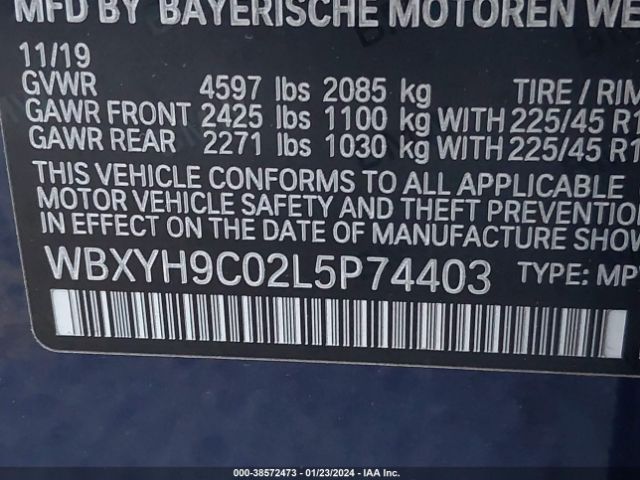 MFD BY BAYERISCHE MOTOREN WE
11/19
GVWR 4597 lbs 2085 kg TIRE / RIM
GAWR FRONT 2425 lbs 1100 kg WITH 225/45 R1
GAWR REAR 2271 lbs 1030 kg WITH 225/45 R1
THIS VEHICLE CONFORMS TO ALL APPLICABLE
MOTOR VEHICLE SAFETY AND THEFT PREVENTION
IN EFFECT ON THE DATE OF MANUFACTURE SHOW
WBXYH9C02L5P74403 TYPE: MP
000-38572473 - 01/23/2024 - IAA Inc.